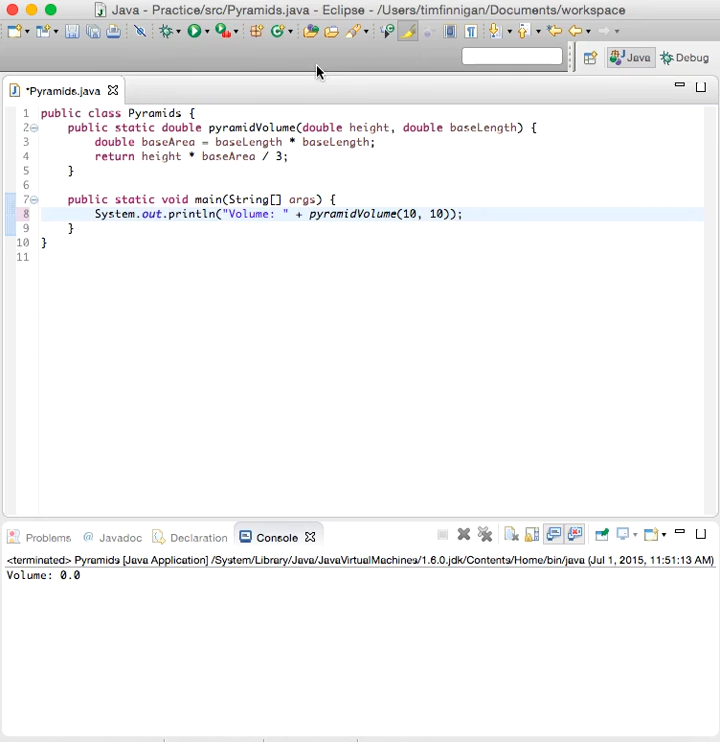 Java - Practice/src/Pyramids.java - Eclipse - /Users/timfinnigan/Documents/workspace
Java
Debug
*Pyramids.java
1 public class Pyramids {
2 public static double pyramidVolume(double height, double baseLength) {
3 double baseArea = baseLength * baseLength;
4 return height * baseArea / 3;
5 }
6
7 public static void main(String[] args) {
8 System.out.println("Volume: " + pyramidVolume(10, 10));
9 }
10 }
11
Problems @ Javadoc Declaration Console
<terminated> Pyramids [Java Application] /System/Library/Java/JavaVirtualMachines/1.6.0.jdk/Contents/Home/bin/java (Jul 1, 2015, 11:51:13 AM)
Volume: 0.0